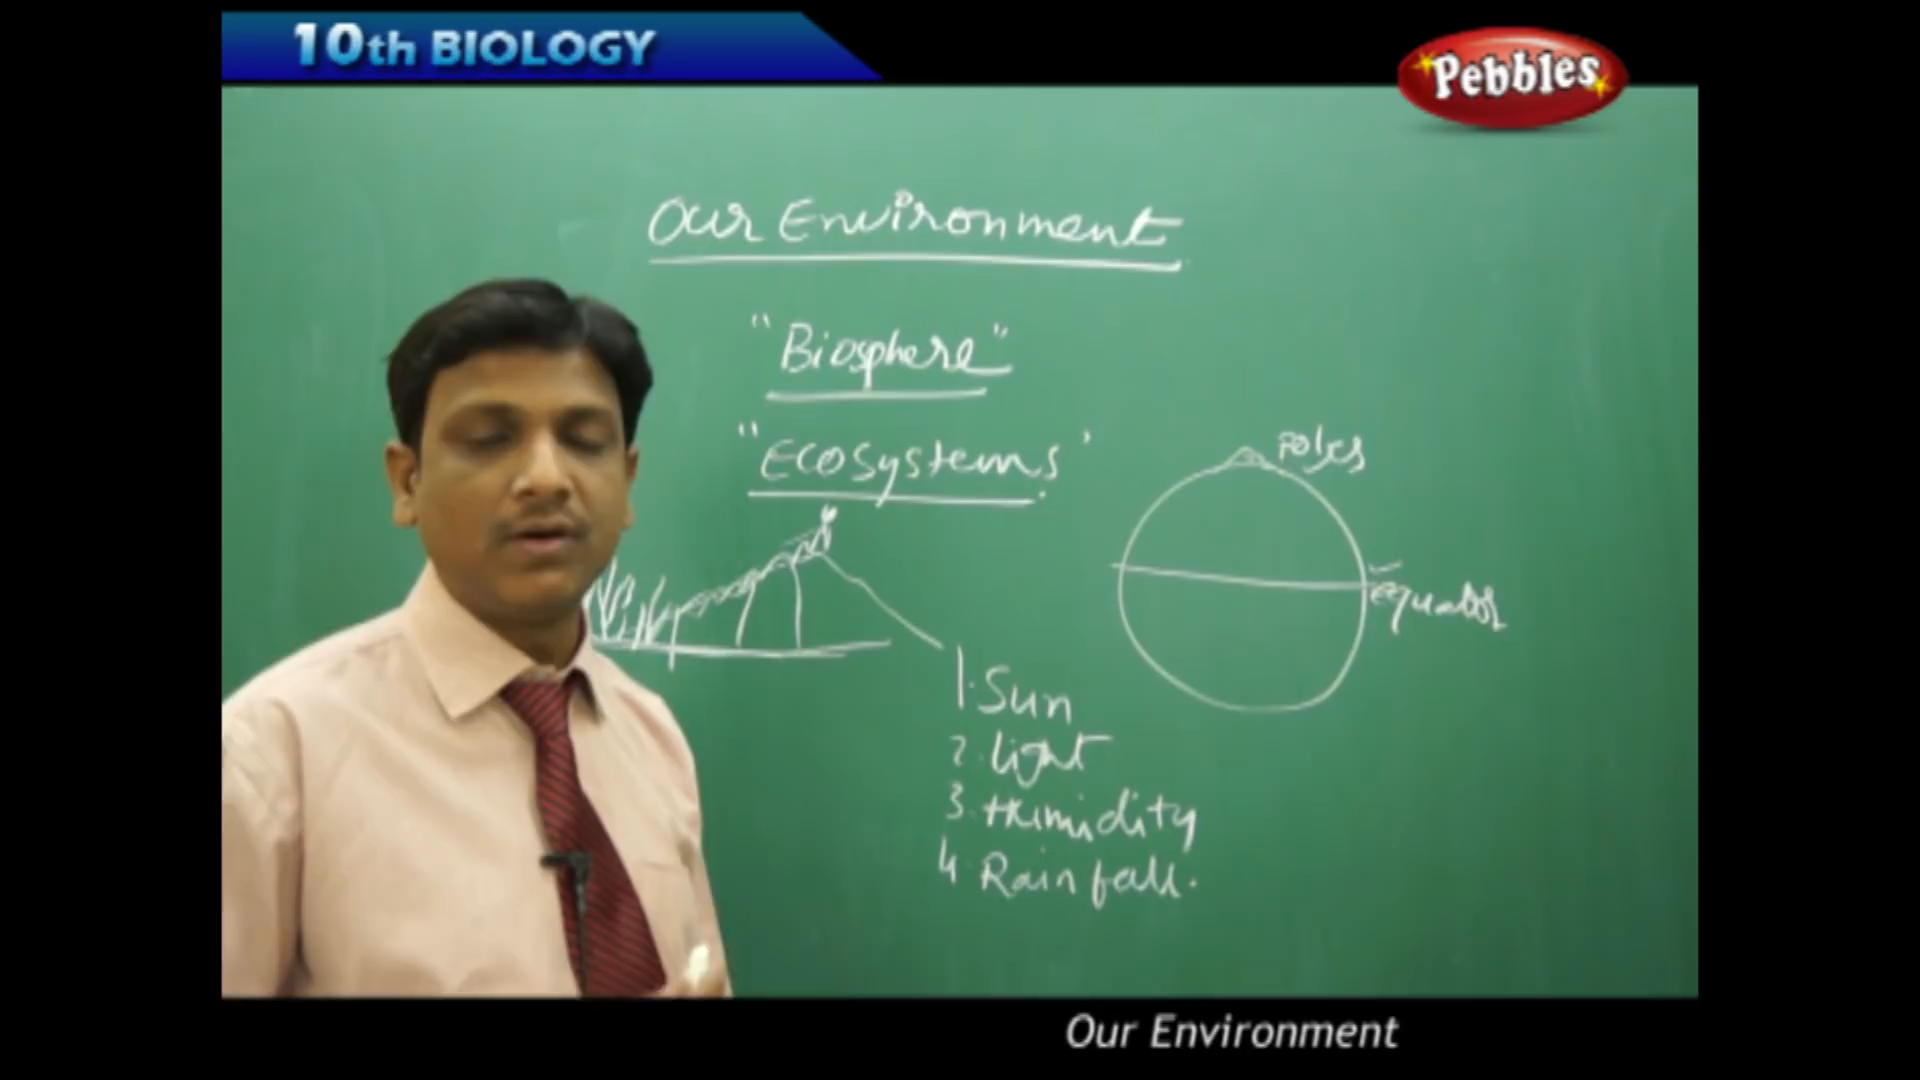 10th BIOLOGY
Pebbles
Our Environment
"Biosphere"
"Ecosystems"
Poles
equator
1. Sun
2. Light
3. Humidity
4. Rainfall.
Our Environment